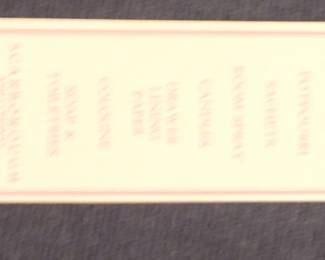 POTPOURRI
SACHETS
ROOM SPRAY
CANDLES
DRAWER
LINING
PAPER
COLOGNE
SOAP &
TOILETRIES